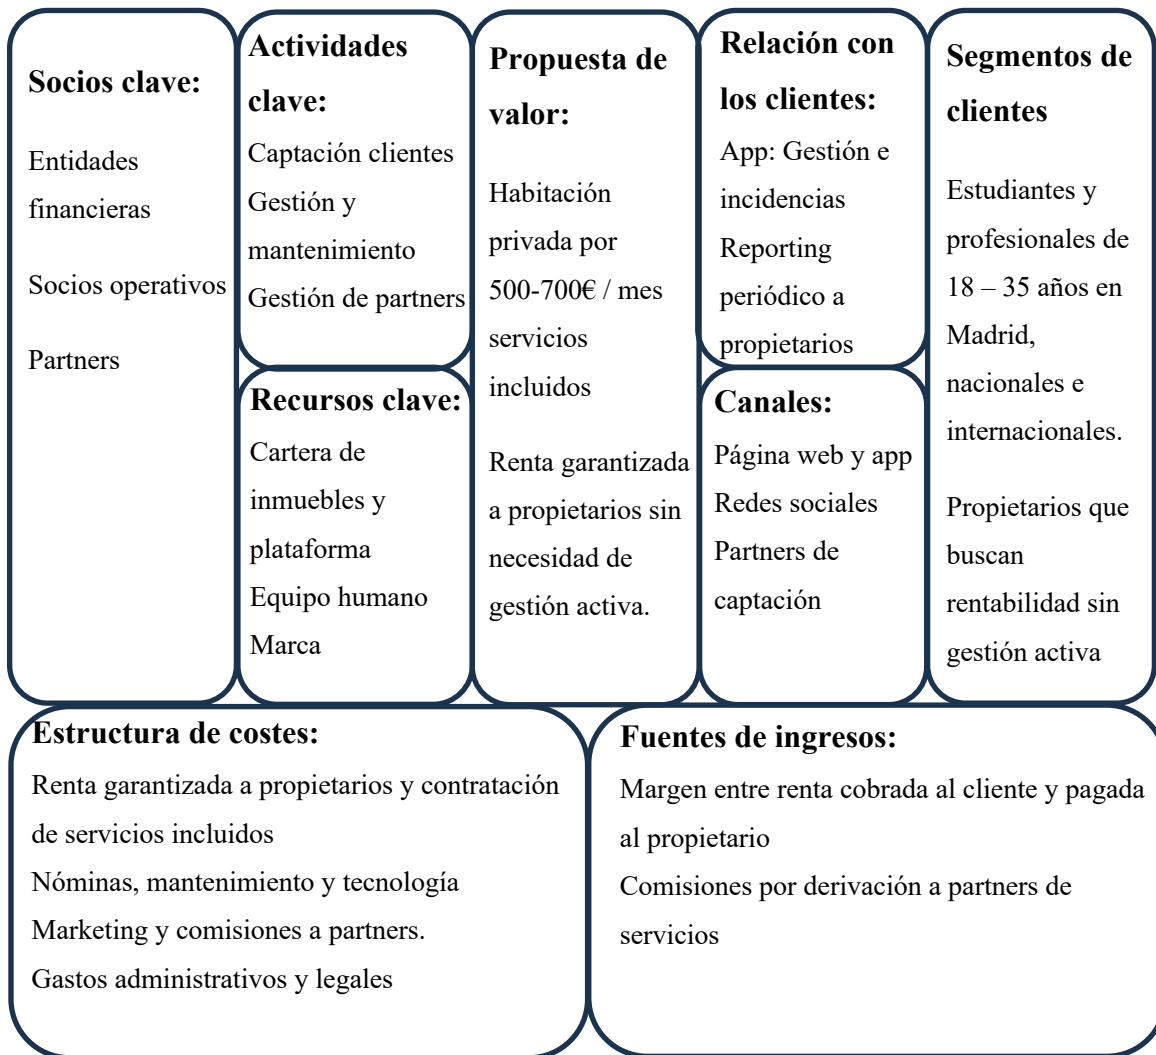 Socios clave:
Entidades
financieras
Socios operativos
Partners
Actividades
clave:
Captación clientes
Gestión y
mantenimiento
Gestión de partners
Recursos clave:
Cartera de
inmuebles y
plataforma
Equipo humano
Marca
Propuesta de
valor:
Habitación
privada por
500-700€ / mes
servicios
incluidos
Renta garantizada
a propietarios sin
necesidad de
gestión activa.
Relación con
los clientes:
App: Gestión e
incidencias
Reporting
periódico a
propietarios
Canales:
Página web y app
Redes sociales
Partners de
captación
Segmentos de
clientes
Estudiantes y
profesionales de
18 – 35 años en
Madrid,
nacionales e
internacionales.
Propietarios que
buscan
rentabilidad sin
gestión activa
Estructura de costes:
Renta garantizada a propietarios y contratación
de servicios incluidos
Nóminas, mantenimiento y tecnología
Marketing y comisiones a partners.
Gastos administrativos y legales
Fuentes de ingresos:
Margen entre renta cobrada al cliente y pagada
al propietario
Comisiones por derivación a partners de
servicios